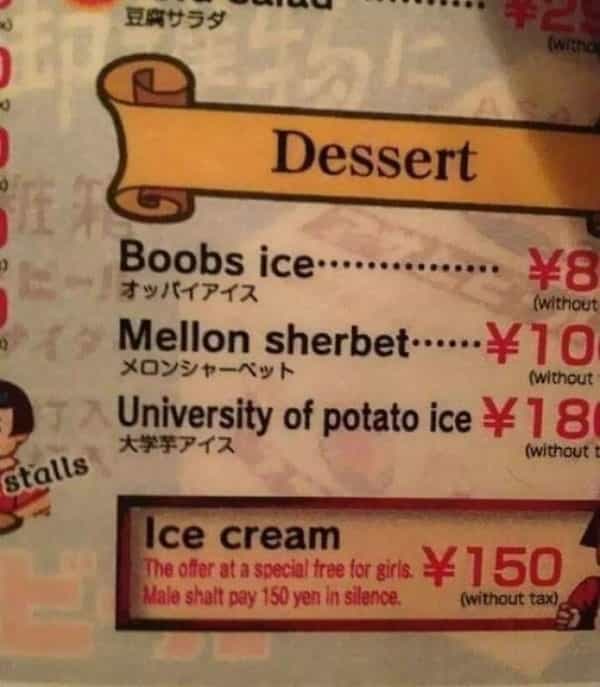 豆腐サラダ
Dessert
Boobs ice
オッパイアイス
(without
Mellon sherbet
メロンシャーベット
(without
University of potato ice
大学芋アイス
(without
stalls
Ice cream
The offer at a special free for girls.
Male shalt pay 150 yen in silence.
¥150
(without tax)